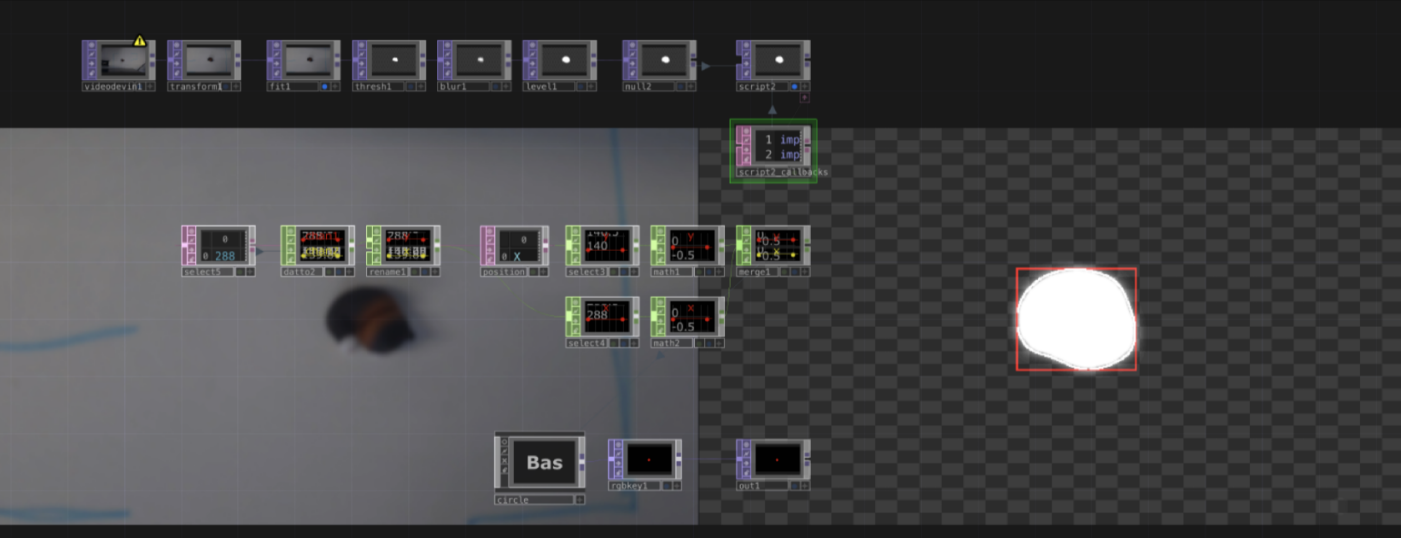 videodevin1
transform1
fit1
thresh1
blur1
level1
null2
script2
1 imp
2 imp
script2_callbacks
0
0 288
select5
datto2
rename1
0
0 X
position
140
select3
y
0
-0.5
math1
merge1
288
select4
x
0
-0.5
math2
Bas
circle
rgbkey1
out1